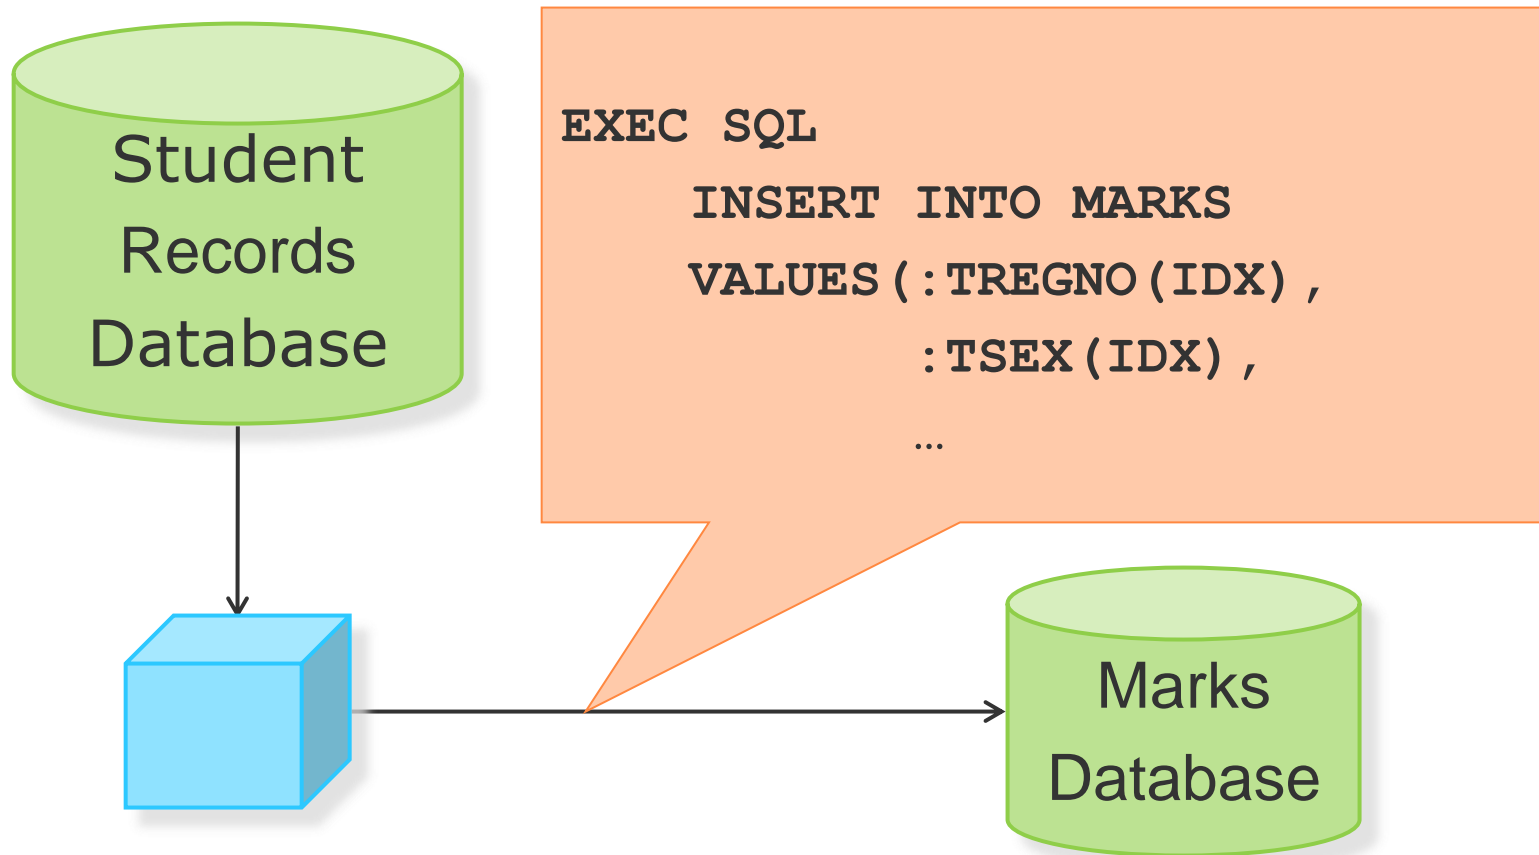 Student
Records
Database
EXEC SQL
INSERT INTO MARKS
VALUES(:TREGNO(IDX),
:TSEX(IDX),
…
Marks
Database